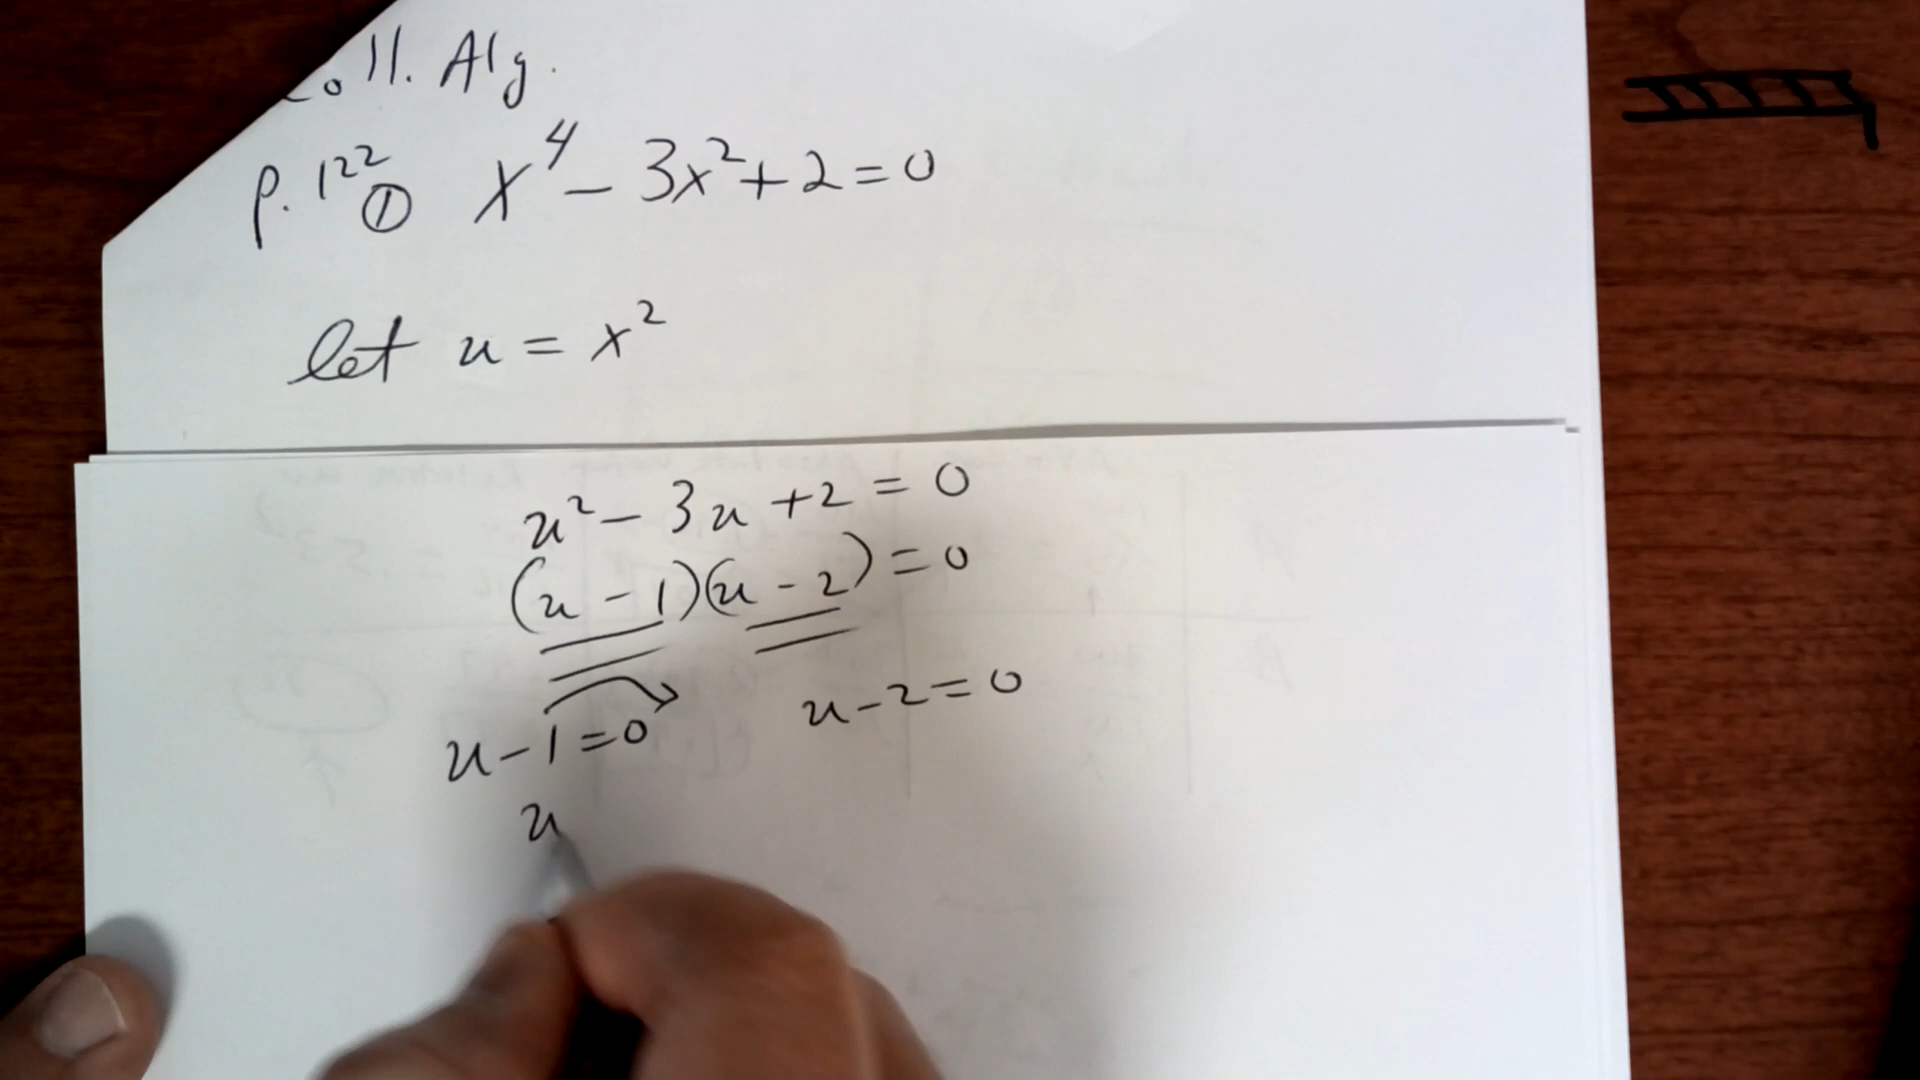 Coll. Alg.
p. 122 ① x⁴ - 3x² + 2 = 0
let u = x²
u² - 3u + 2 = 0
(u - 1)(u - 2) = 0
u - 2 = 0
u - 1 = 0
u